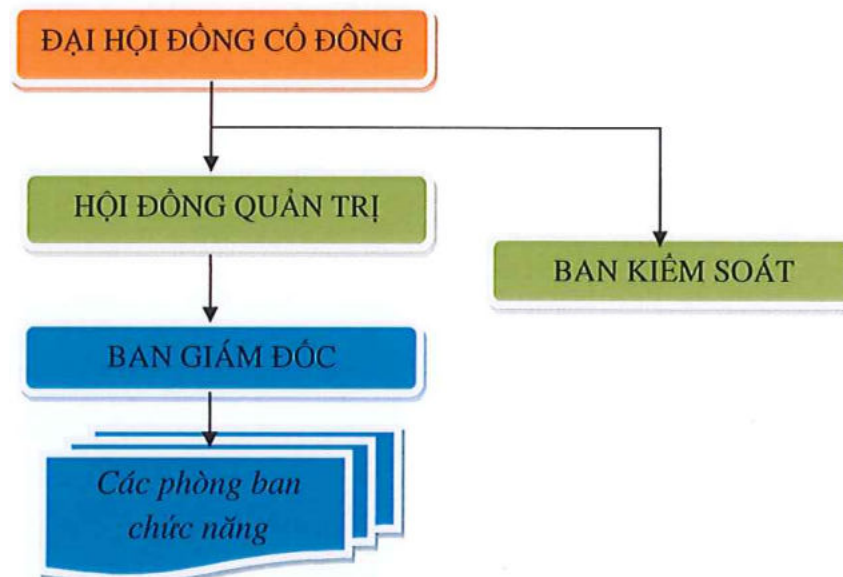 ĐẠI HỘI ĐỒNG CỔ ĐÔNG
HỘI ĐỒNG QUẢN TRỊ
BAN KIỂM SOÁT
BAN GIÁM ĐỐC
Các phòng ban
chức năng